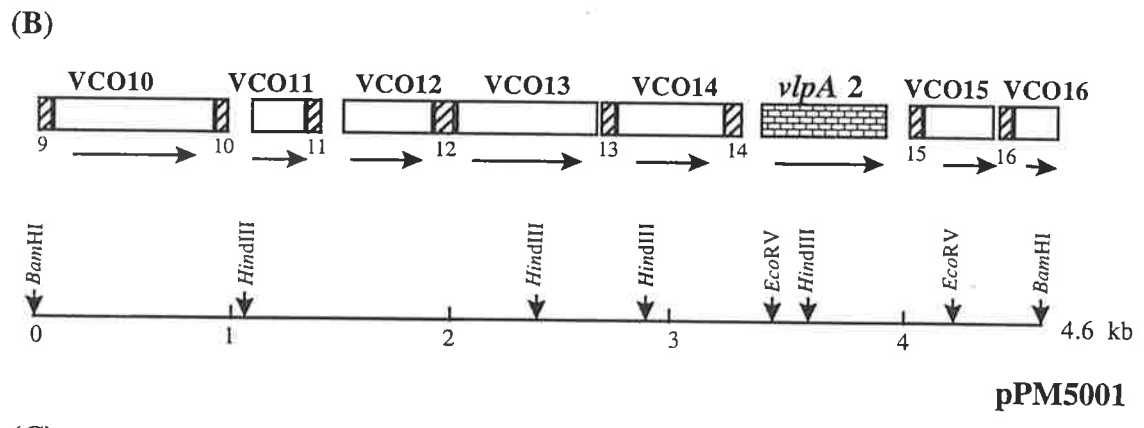 (B)
VCO10 VCO11 VCO12 VCO13 VCO14 vlpA 2 VCO15 VCO16
9 10 11 12 13 14 15 16
BamHI HindIII HindIII HindIII EcoRV HindIII EcoRV BamHI
0 1 2 3 4 4.6 kb
pPM5001